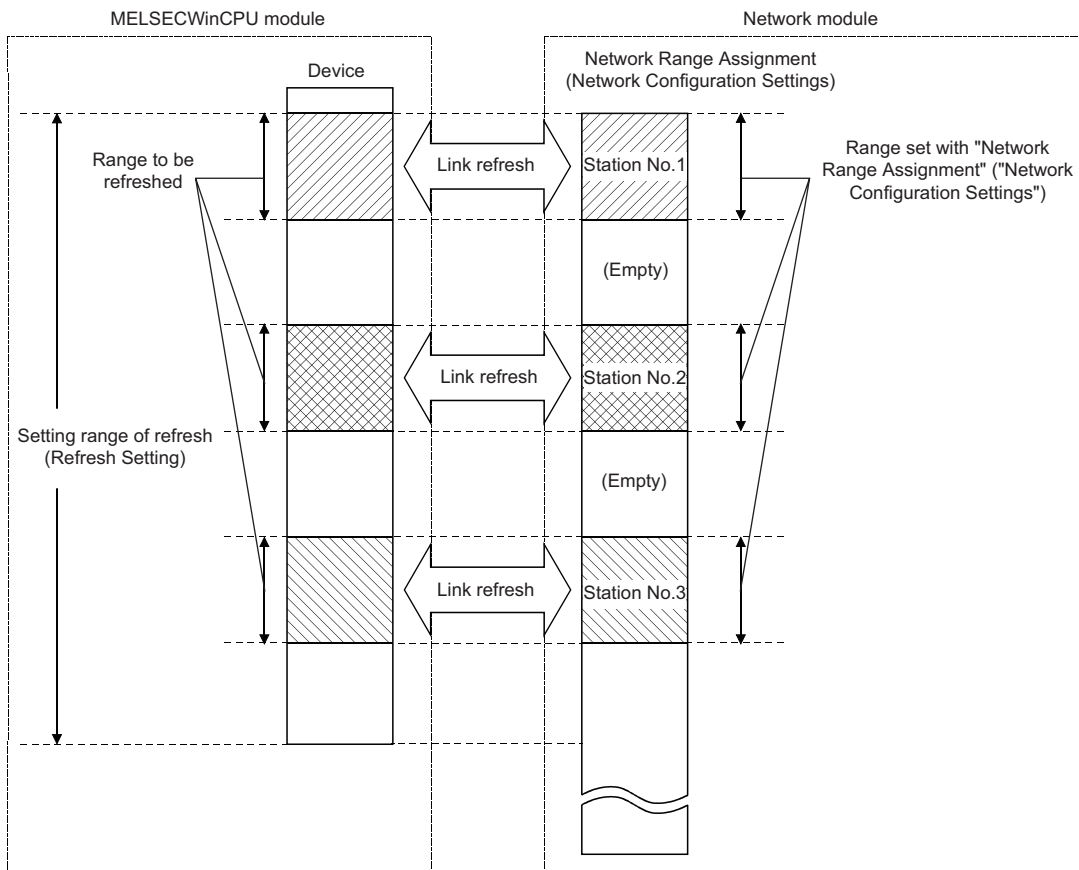 MELSECWinCPU module
Network module
Device
Network Range Assignment
(Network Configuration Settings)
Range to be
refreshed
Link refresh
Station No.1
Range set with "Network
Range Assignment" ("Network
Configuration Settings")
(Empty)
Link refresh
Station No.2
Setting range of refresh
(Refresh Setting)
(Empty)
Link refresh
Station No.3